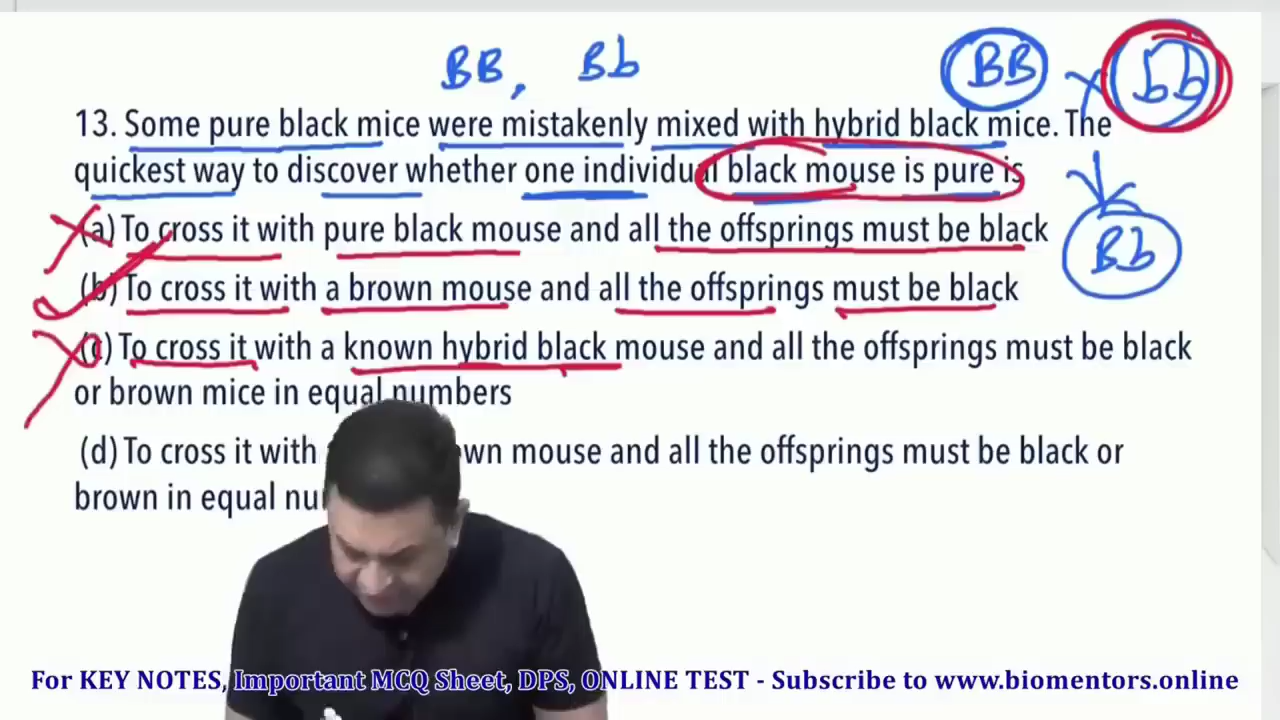 BB, Bb
BB × bb
Bb
13. Some pure black mice were mistakenly mixed with hybrid black mice. The
quickest way to discover whether one individual black mouse is pure is
(a) To cross it with pure black mouse and all the offsprings must be black
(b) To cross it with a brown mouse and all the offsprings must be black
(c) To cross it with a known hybrid black mouse and all the offsprings must be black
or brown mice in equal numbers
(d) To cross it with mouse and all the offsprings must be black or
brown in equal
For KEY NOTES, Important MCQ Sheet, DPS, ONLINE TEST - Subscribe to www.biomentors.online